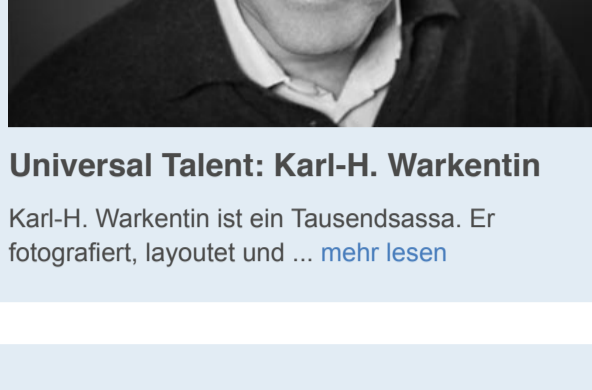 Universal Talent: Karl-H. Warkentin
Karl-H. Warkentin ist ein Tausendsassa. Er
fotografiert, layoutet und ... mehr lesen